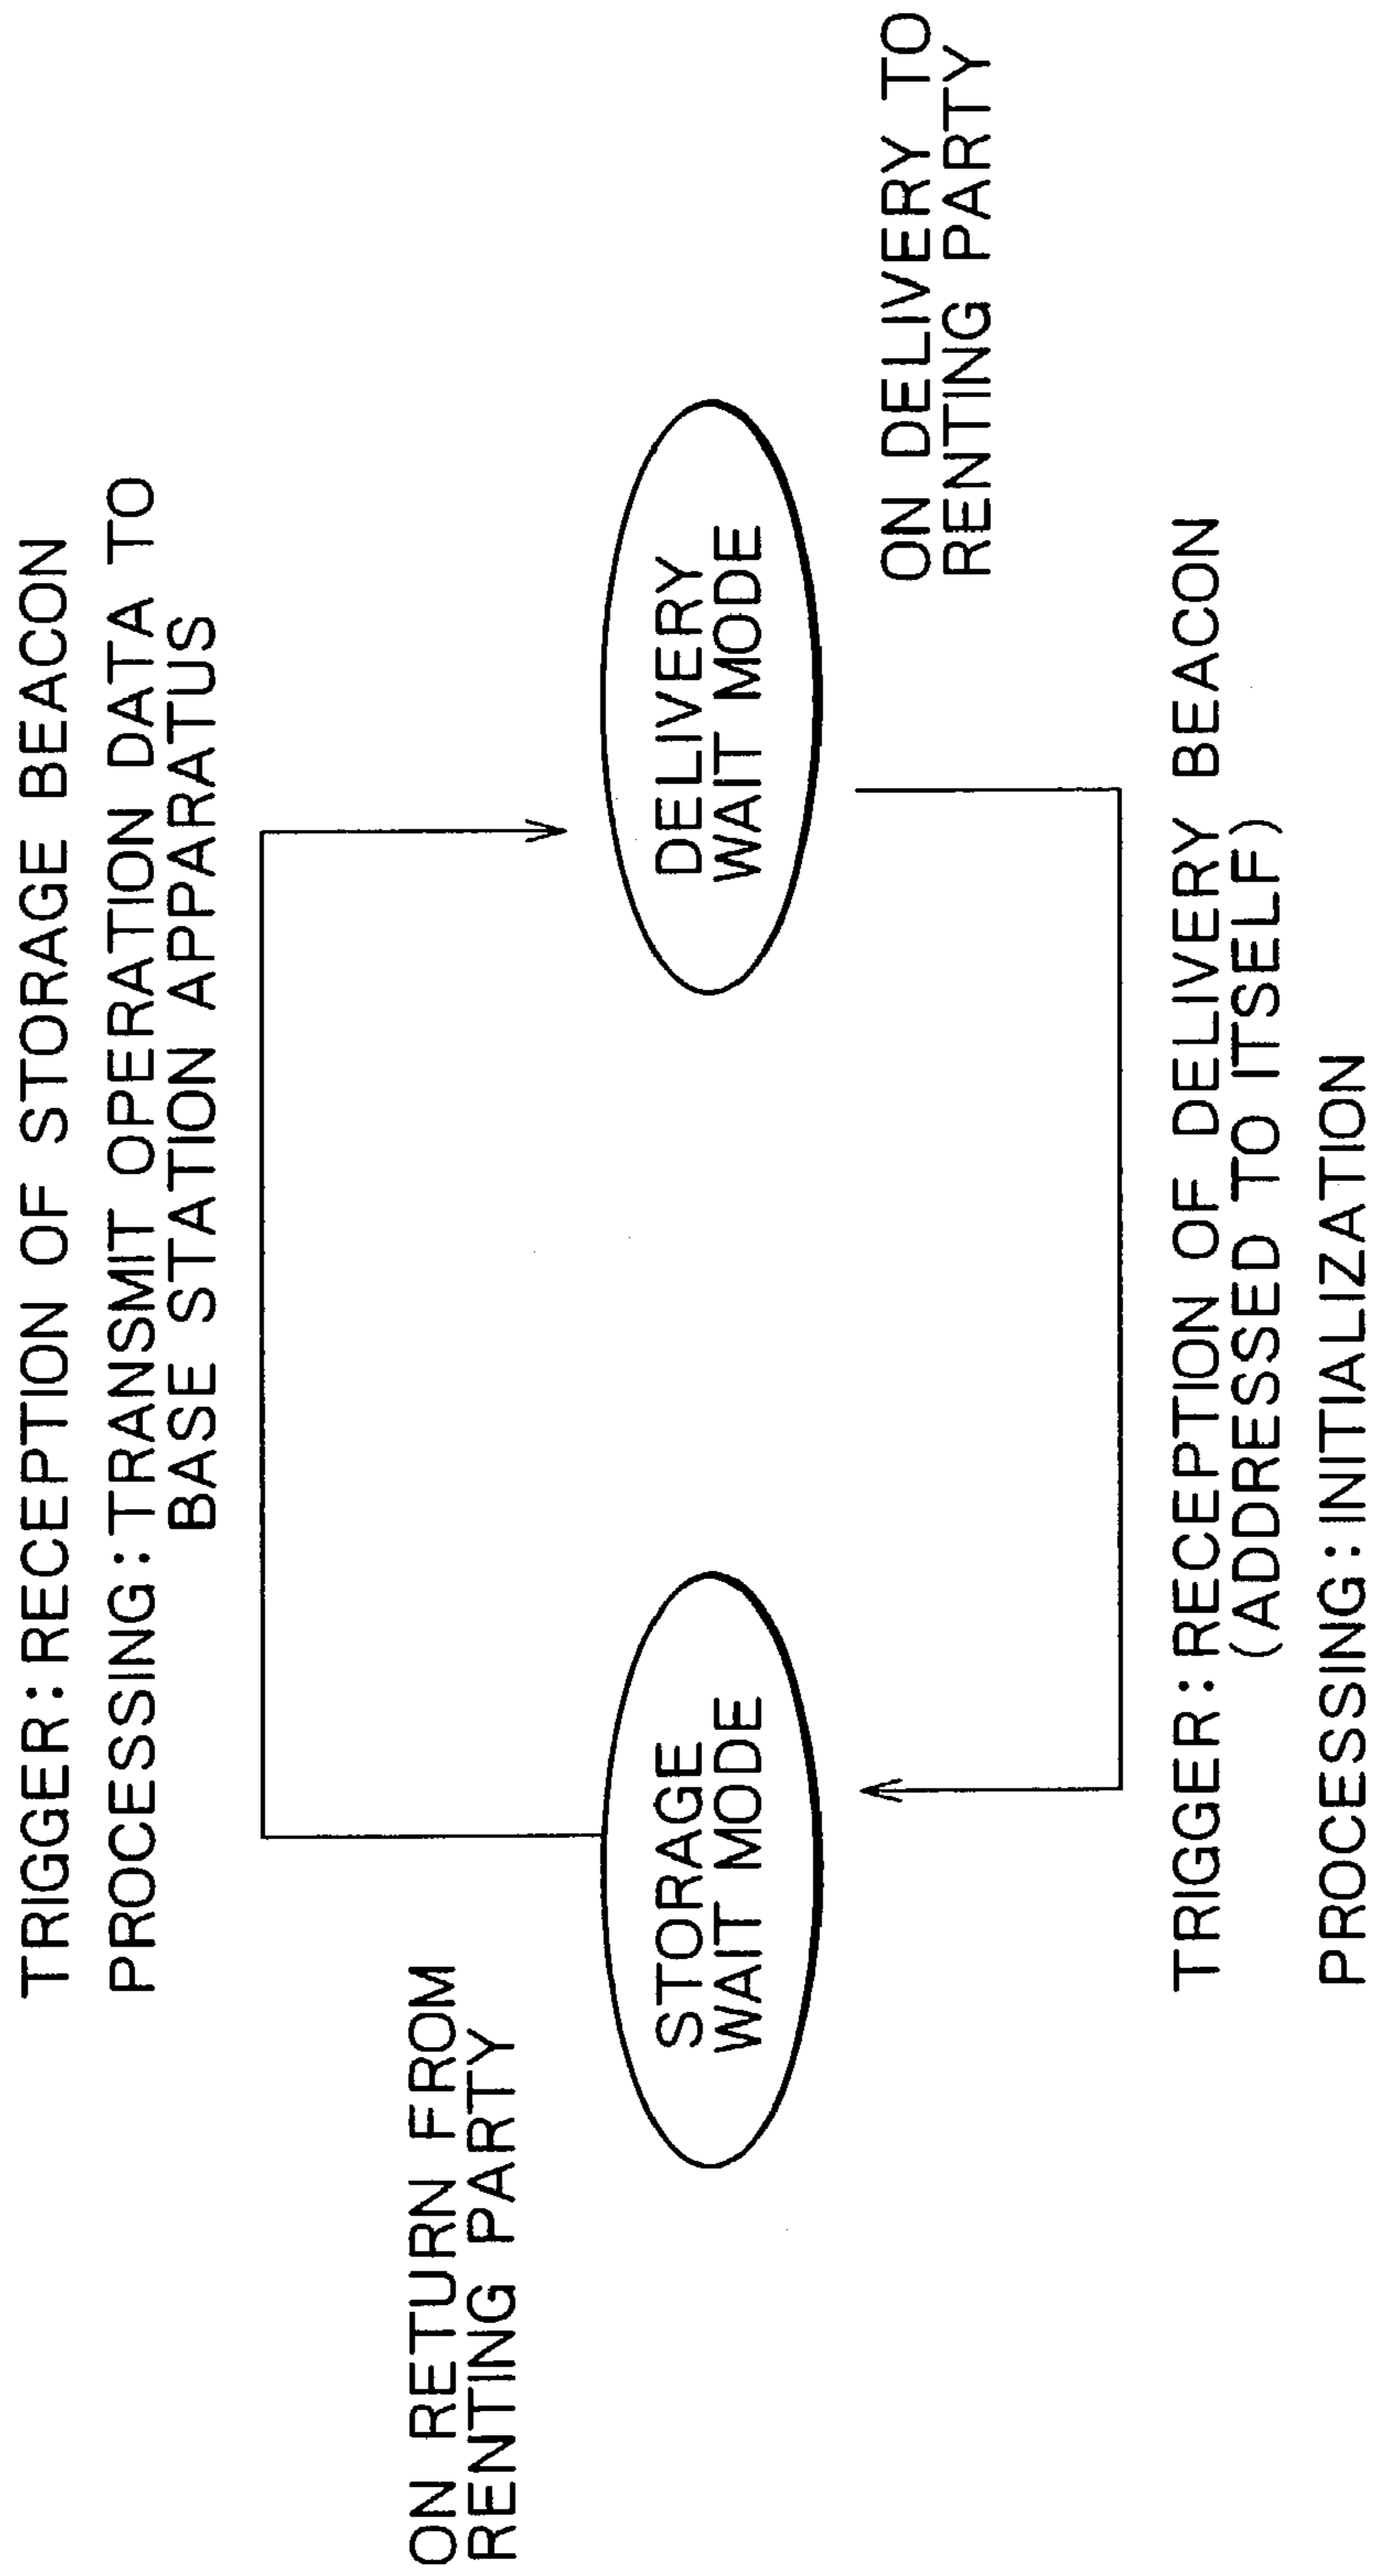 TRIGGER:RECEPTION OF STORAGE BEACON
PROCESSING:TRANSMIT OPERATION DATA TO
BASE STATION APPARATUS
ON RETURN FROM
RENTING PARTY
STORAGE
WAIT MODE
DELIVERY
WAIT MODE
ON DELIVERY TO
RENTING PARTY
TRIGGER:RECEPTION OF DELIVERY BEACON
(ADDRESSED TO ITSELF)
PROCESSING:INITIALIZATION